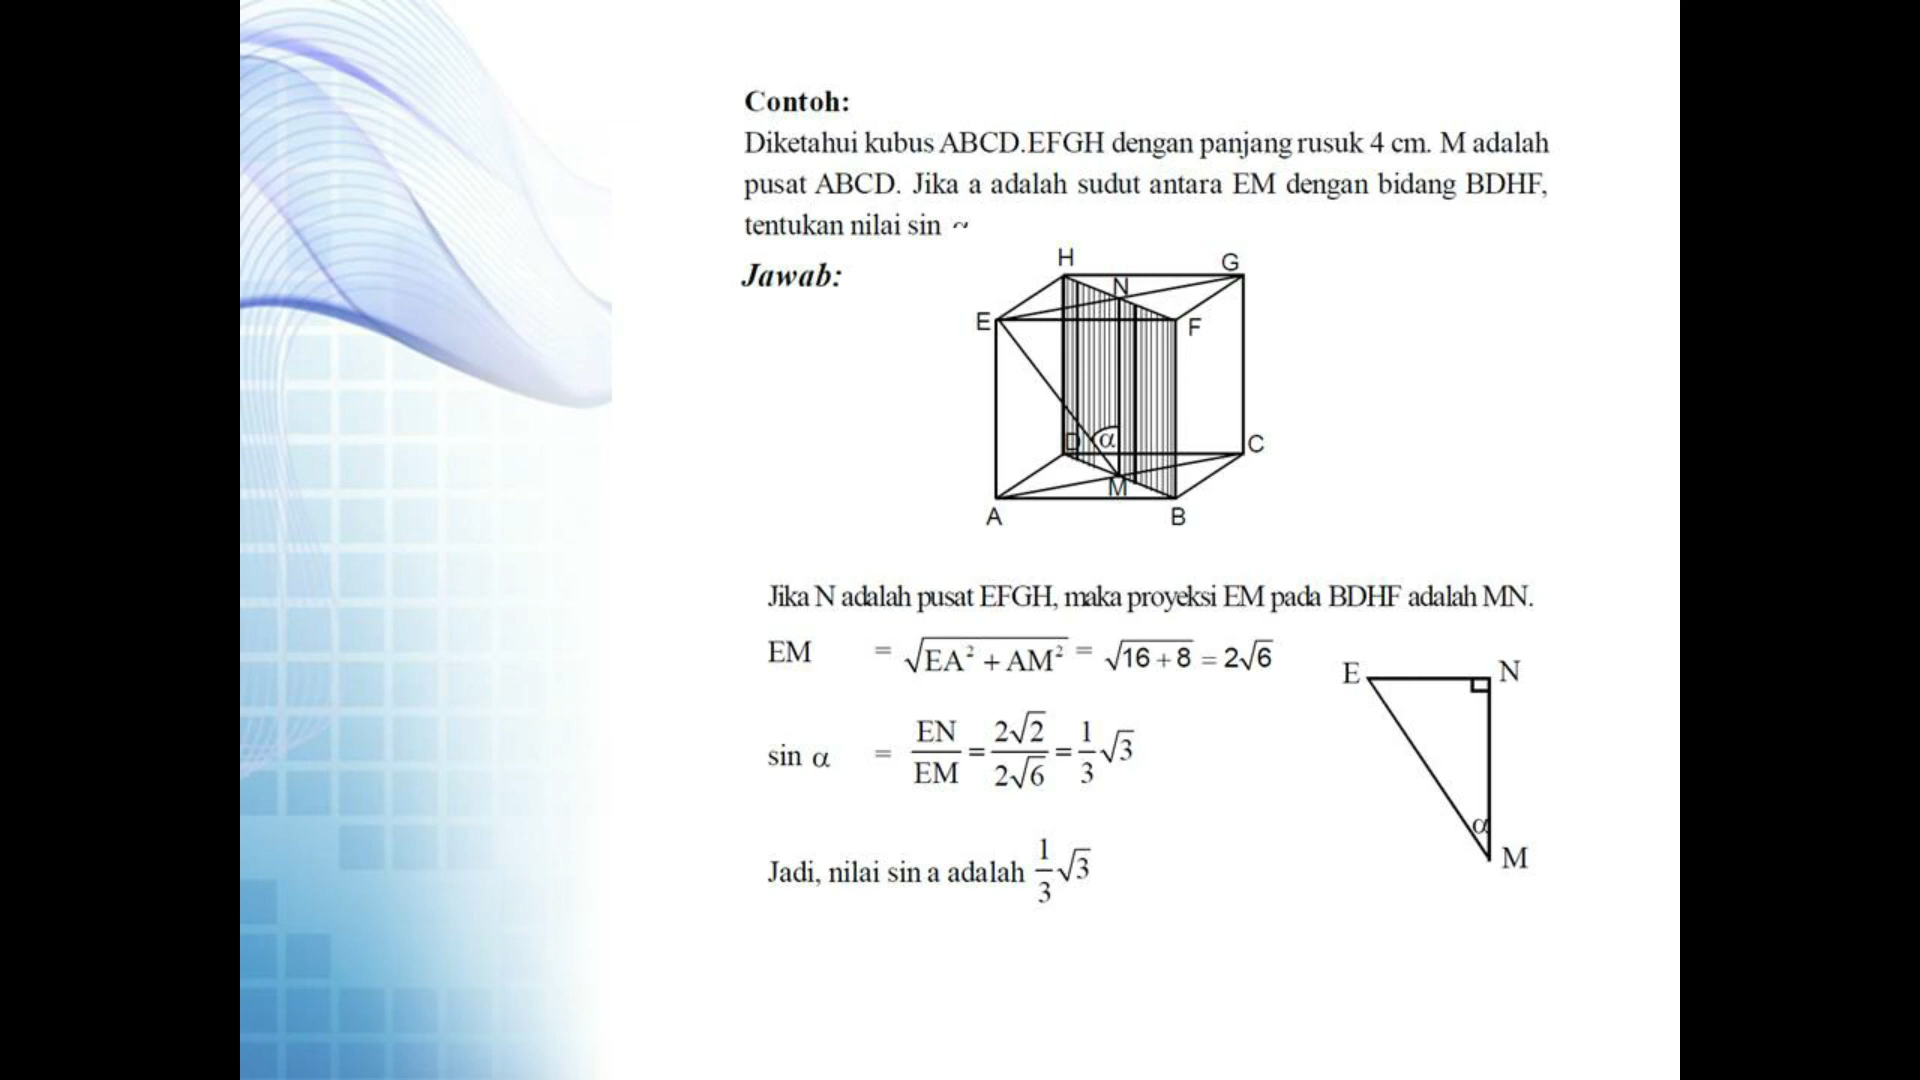 Contoh:
Diketahui kubus ABCD.EFGH dengan panjang rusuk 4 cm. M adalah
pusat ABCD. Jika a adalah sudut antara EM dengan bidang BDHF,
tentukan nilai sin ~
Jawab:
H
G
N
E
F
D
α
C
M
A
B
Jika N adalah pusat EFGH, maka proyeksi EM pada BDHF adalah MN.
EM = √(EA² + AM²) = √(16 + 8) = 2√6
E
N
sin α = EN/EM = 2√2/2√6 = 1/3 √3
α
M
Jadi, nilai sin a adalah 1/3 √3